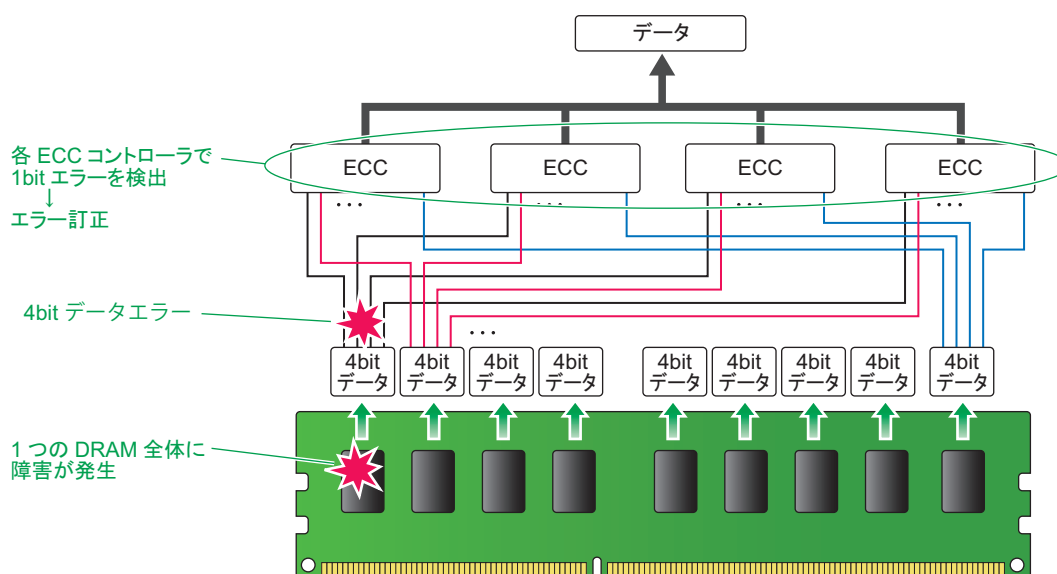 データ
ECC
ECC
ECC
ECC
各 ECC コントローラで
1bit エラーを検出
↓
エラー訂正
...
...
...
...
4bit データエラー
...
4bit
データ
4bit
データ
4bit
データ
4bit
データ
4bit
データ
4bit
データ
4bit
データ
4bit
データ
4bit
データ
1 つの DRAM 全体に
障害が発生